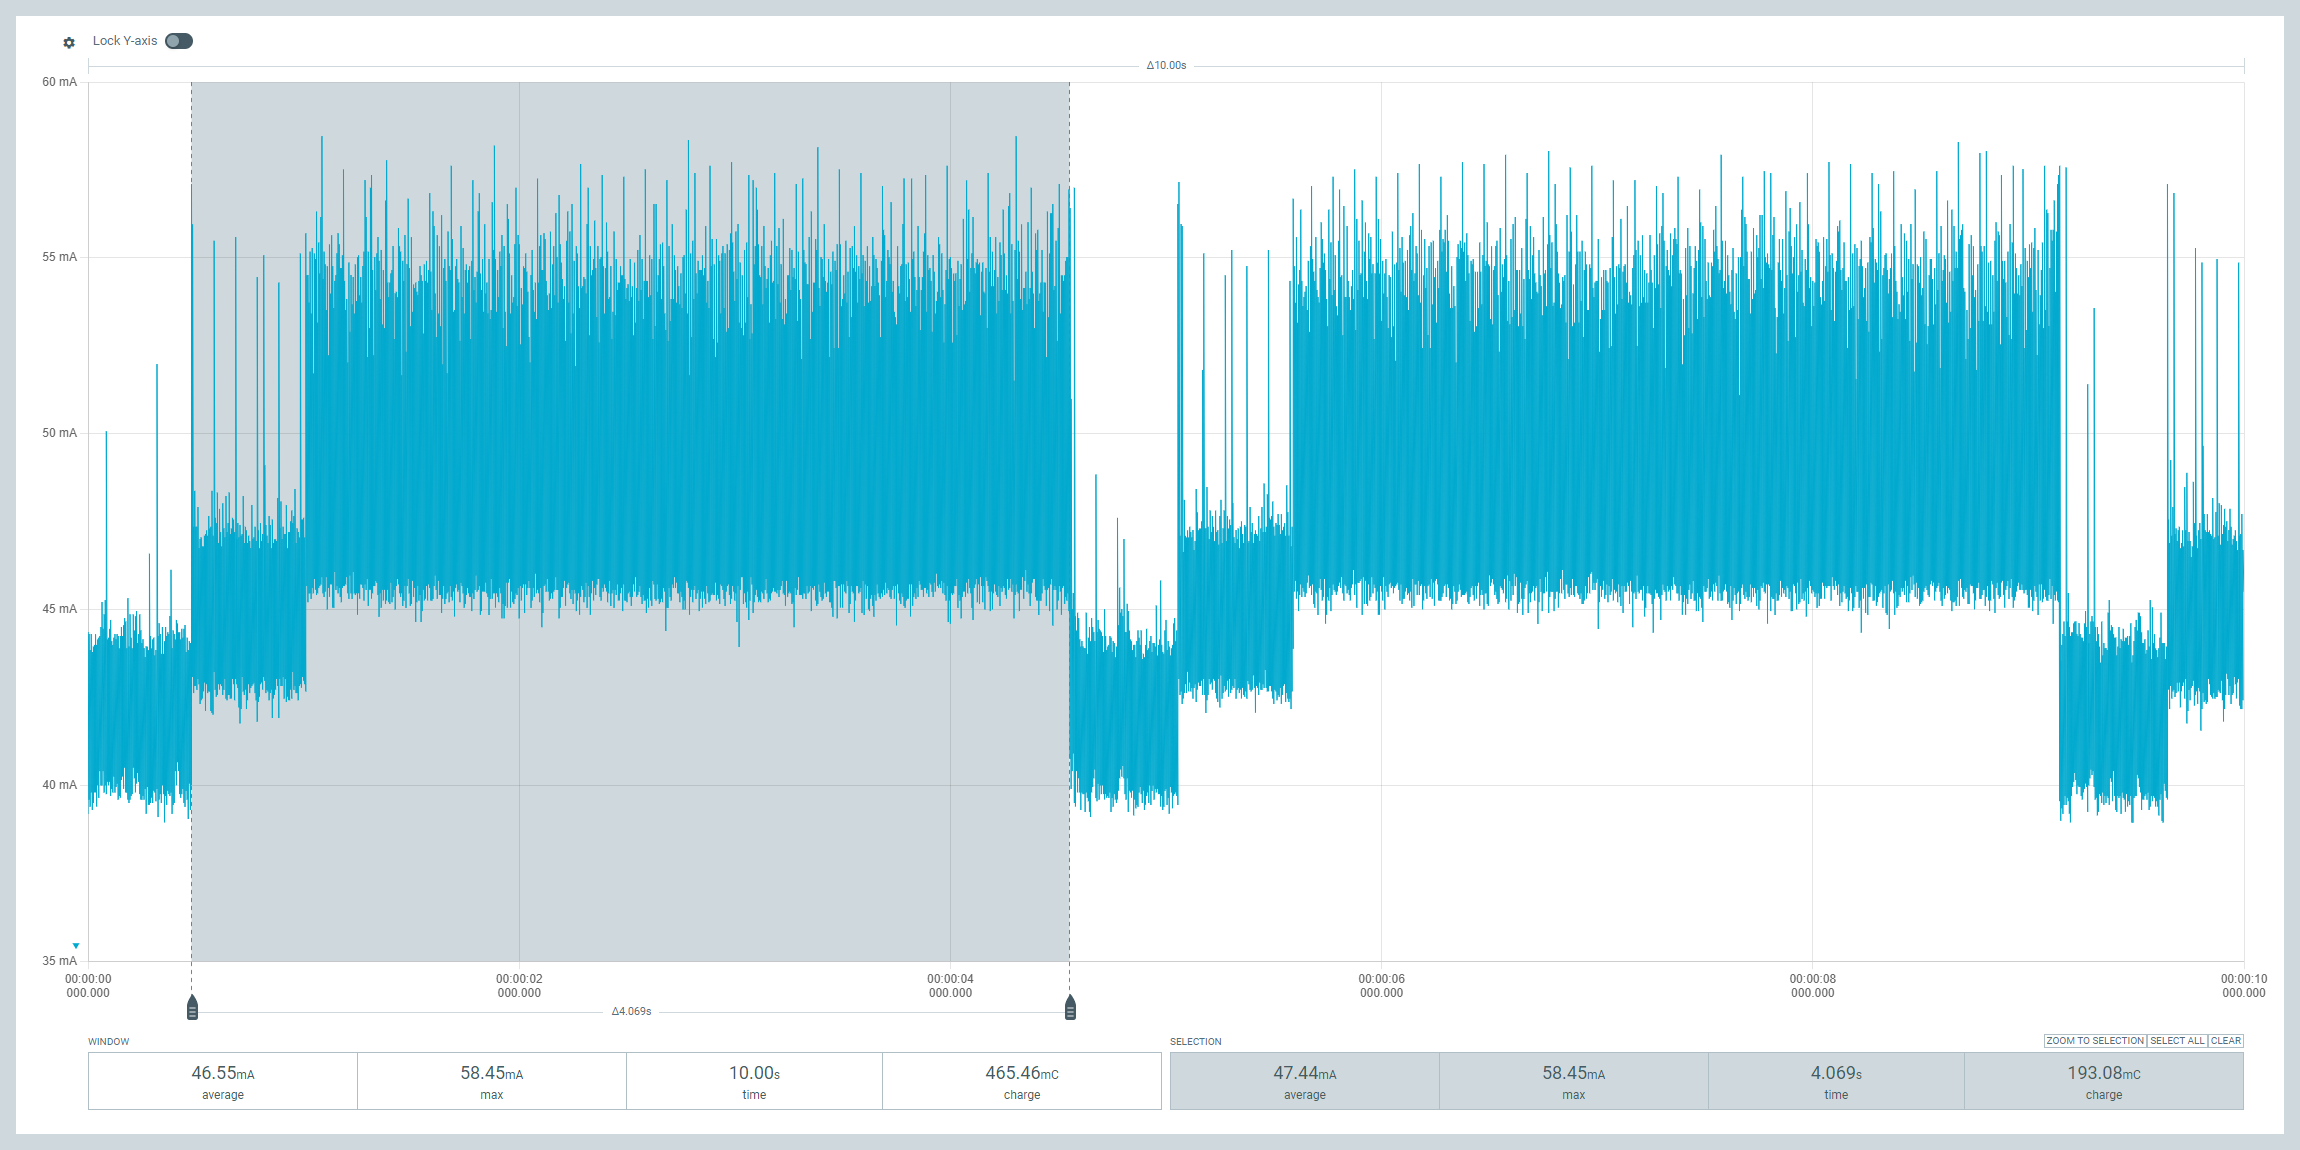 Lock Y-axis
Δ10.00s
60 mA
55 mA
50 mA
45 mA
40 mA
35 mA
00:00:00 00:00:02 00:00:04 00:00:06 00:00:08 00:00:10
000.000 000.000 000.000 000.000 000.000 000.000
Δ4.069s
WINDOW
46.55mA 58.45mA 10.00s 465.46mC
average max time charge
SELECTION ZOOM TO SELECTION SELECT ALL CLEAR
47.44mA 58.45mA 4.069s 193.08mC
average max time charge